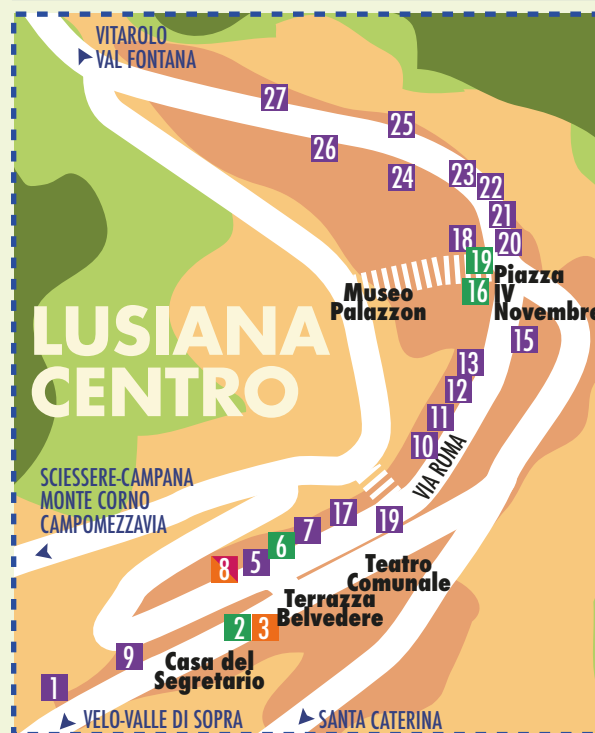 VITAROLO
VAL FONTANA
27
25
26
24
23
22
21
20
18
19
16
Piazza
IV
Novembre
Museo
Palazzon
15
LUSIANA
CENTRO
13
12
11
10
VIA ROMA
SCIESSERE-CAMPANA
MONTE CORNO
CAMPOMEZZAVIA
17
19
7
6
5
8
Teatro
Comunale
Terrazza
Belvedere
2
3
9
Casa del
Segretario
1
VELO-VALLE DI SOPRA
SANTA CATERINA